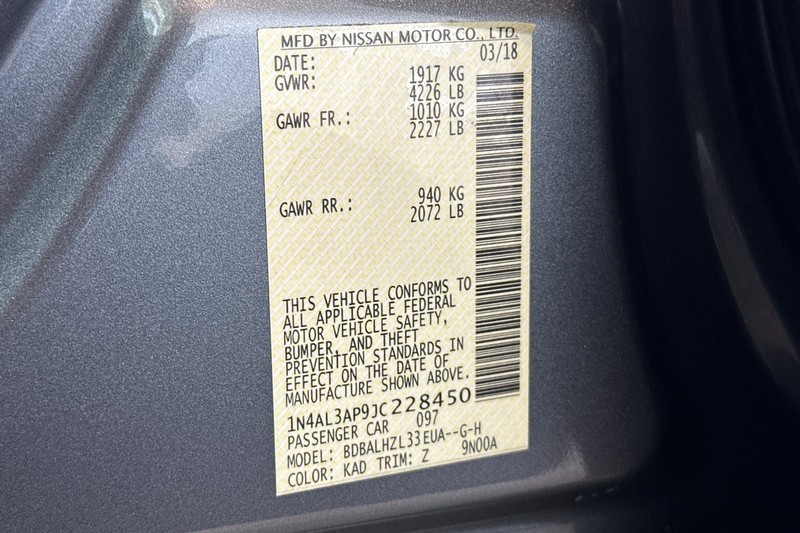 MFD BY NISSAN MOTOR CO., LTD.
DATE: 03/18
GVWR: 1917 KG
4226 LB
GAWR FR.: 1010 KG
2227 LB
GAWR RR.: 940 KG
2072 LB
THIS VEHICLE CONFORMS TO
ALL APPLICABLE FEDERAL
MOTOR VEHICLE SAFETY,
BUMPER, AND THEFT
PREVENTION STANDARDS IN
EFFECT ON THE DATE OF
MANUFACTURE SHOWN ABOVE.
1N4AL3AP9JC228450
PASSENGER CAR 097
MODEL: BDBALHZL33EUA--G-H
COLOR: KAD TRIM: Z 9N00A